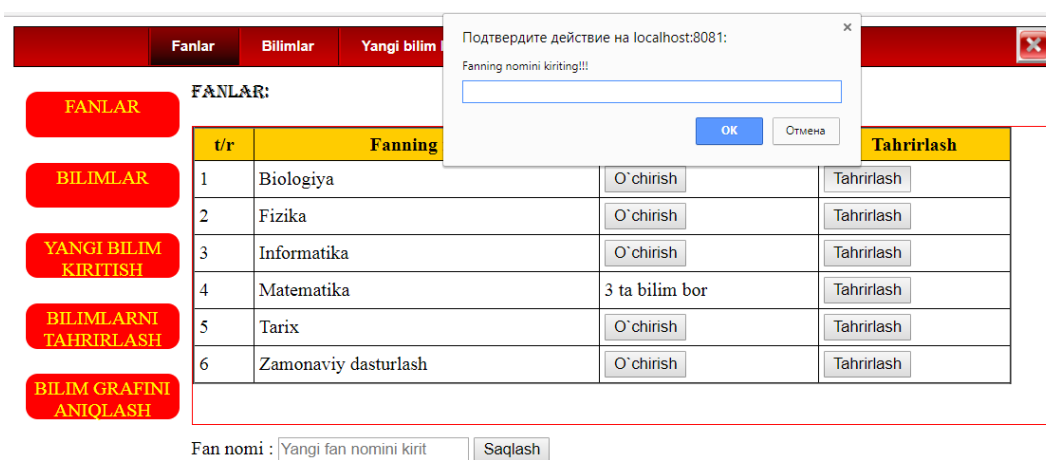 Fanlar Bilimlar Yangi bilim
Подтвердите действие на localhost:8081:
Fanning nomini kiriting!!!
OK Отмена
FANLAR
BILIMLAR
YANGI BILIM
KIRITISH
BILIMLARNI
TAHRIRLASH
BILIM GRAFINI
ANIQLASH
FANLAR:
t/r Fanning Tahrirlash
1 Biologiya O`chirish Tahrirlash
2 Fizika O`chirish Tahrirlash
3 Informatika O`chirish Tahrirlash
4 Matematika 3 ta bilim bor Tahrirlash
5 Tarix O`chirish Tahrirlash
6 Zamonaviy dasturlash O`chirish Tahrirlash
Fan nomi : Yangi fan nomini kirit Saqlash